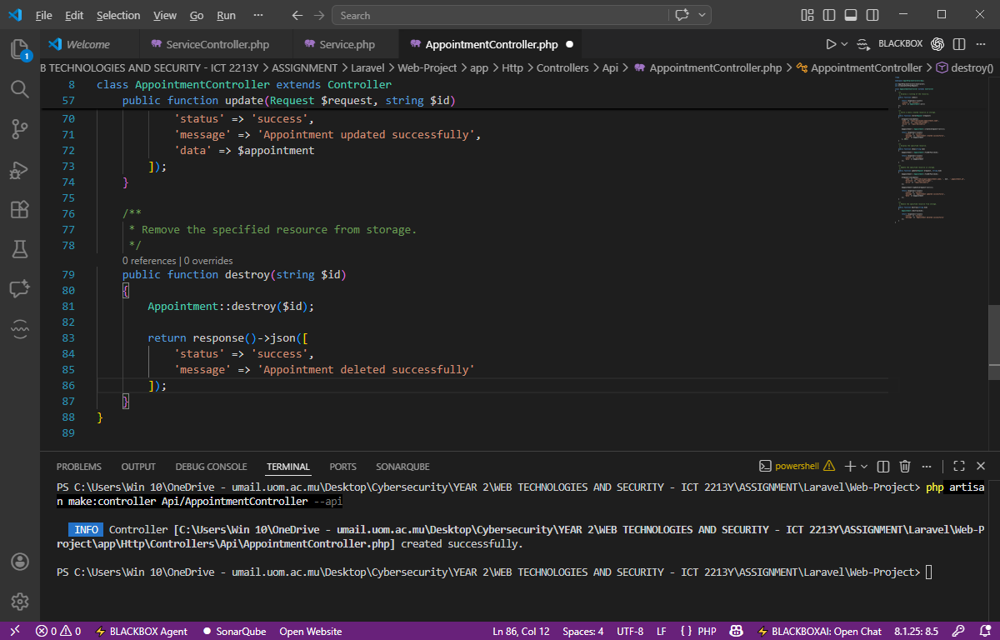 File Edit Selection View Go Run ··· Search
Welcome ServiceController.php Service.php AppointmentController.php BLACKBOX
B TECHNOLOGIES AND SECURITY - ICT 2213Y > ASSIGNMENT > Laravel > Web-Project > app > Http > Controllers > Api > AppointmentController.php > AppointmentController > destroy()
1
8 class AppointmentController extends Controller
57 public function update(Request $request, string $id)
70 'status' => 'success',
71 'message' => 'Appointment updated successfully',
72 'data' => $appointment
73 ]);
74 }
75
76 /**
77 * Remove the specified resource from storage.
78 */
0 references | 0 overrides
79 public function destroy(string $id)
80 {
81 Appointment::destroy($id);
82
83 return response()->json([
84 'status' => 'success',
85 'message' => 'Appointment deleted successfully'
86 ]);
87 }
88 }
89
PROBLEMS OUTPUT DEBUG CONSOLE TERMINAL PORTS SONARQUBE powershell
PS C:\Users\Win 10\OneDrive - umail.uom.ac.mu\Desktop\Cybersecurity\YEAR 2\WEB TECHNOLOGIES AND SECURITY - ICT 2213Y\ASSIGNMENT\Laravel\Web-Project> php artisa
n make:controller Api/AppointmentController --api
INFO Controller [C:\Users\Win 10\OneDrive - umail.uom.ac.mu\Desktop\Cybersecurity\YEAR 2\WEB TECHNOLOGIES AND SECURITY - ICT 2213Y\ASSIGNMENT\Laravel\Web-P
roject\app\Http\Controllers\Api\AppointmentController.php] created successfully.
PS C:\Users\Win 10\OneDrive - umail.uom.ac.mu\Desktop\Cybersecurity\YEAR 2\WEB TECHNOLOGIES AND SECURITY - ICT 2213Y\ASSIGNMENT\Laravel\Web-Project>
0 0 BLACKBOX Agent SonarQube Open Website Ln 86, Col 12 Spaces: 4 UTF-8 LF { } PHP BLACKBOXAI: Open Chat 8.1.25: 8.5